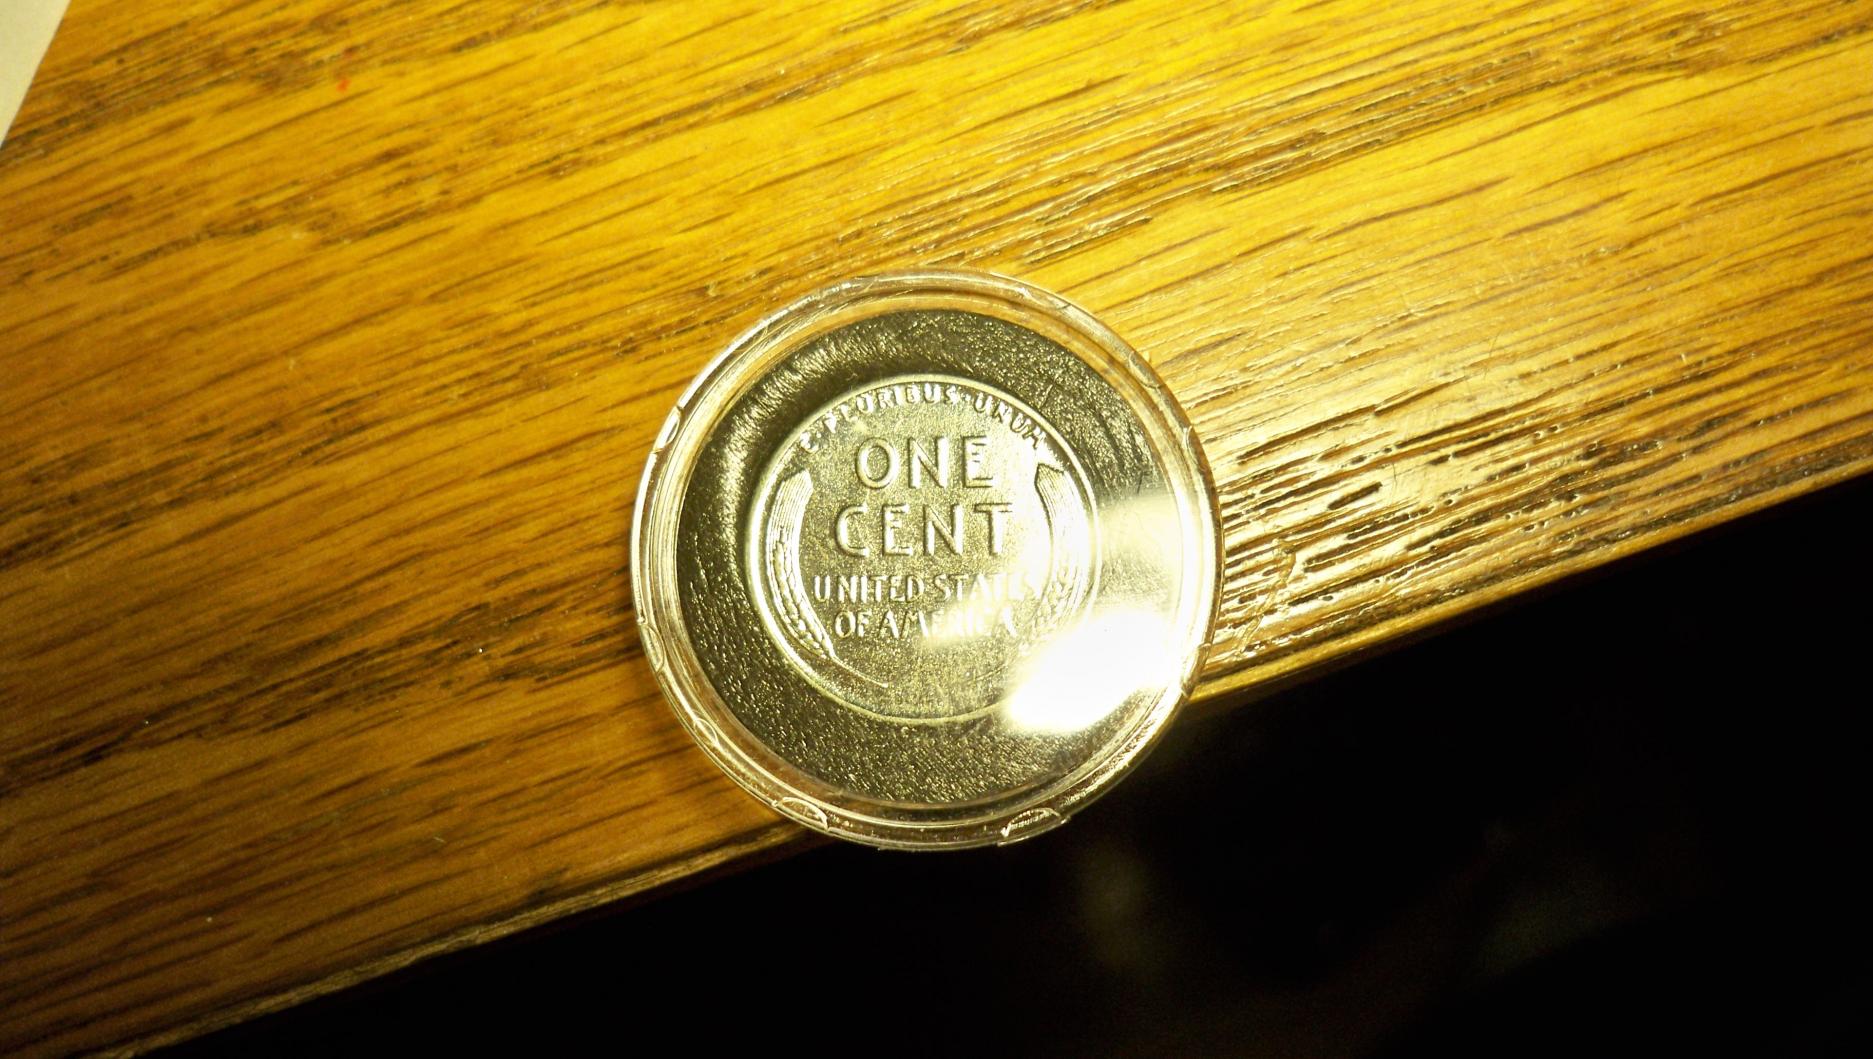 E · PLURIBUS · UNUM
ONE
CENT
UNITED STATES
OF AMERICA